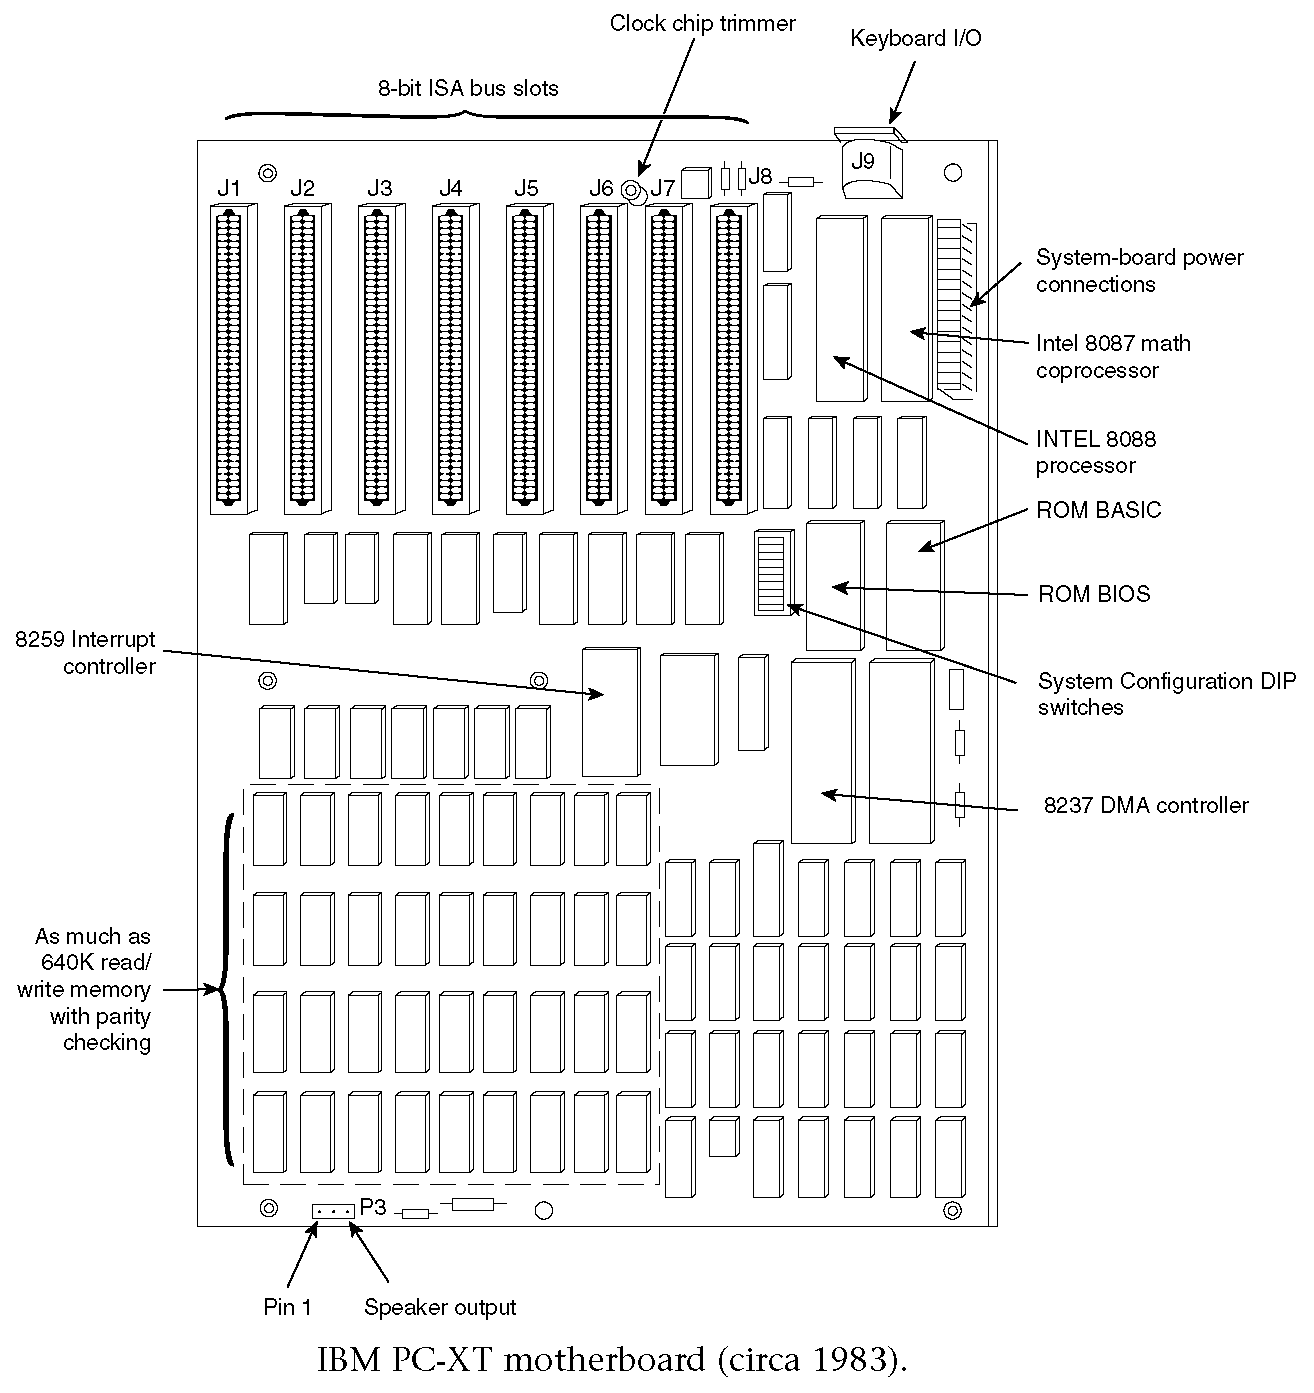 Clock chip trimmer
Keyboard I/O
8-bit ISA bus slots
J9
J1 J2 J3 J4 J5 J6 J7 J8
System-board power
connections
Intel 8087 math
coprocessor
INTEL 8088
processor
ROM BASIC
ROM BIOS
8259 Interrupt
controller
System Configuration DIP
switches
8237 DMA controller
As much as
640K read/
write memory
with parity
checking
P3
Pin 1
Speaker output
IBM PC-XT motherboard (circa 1983).